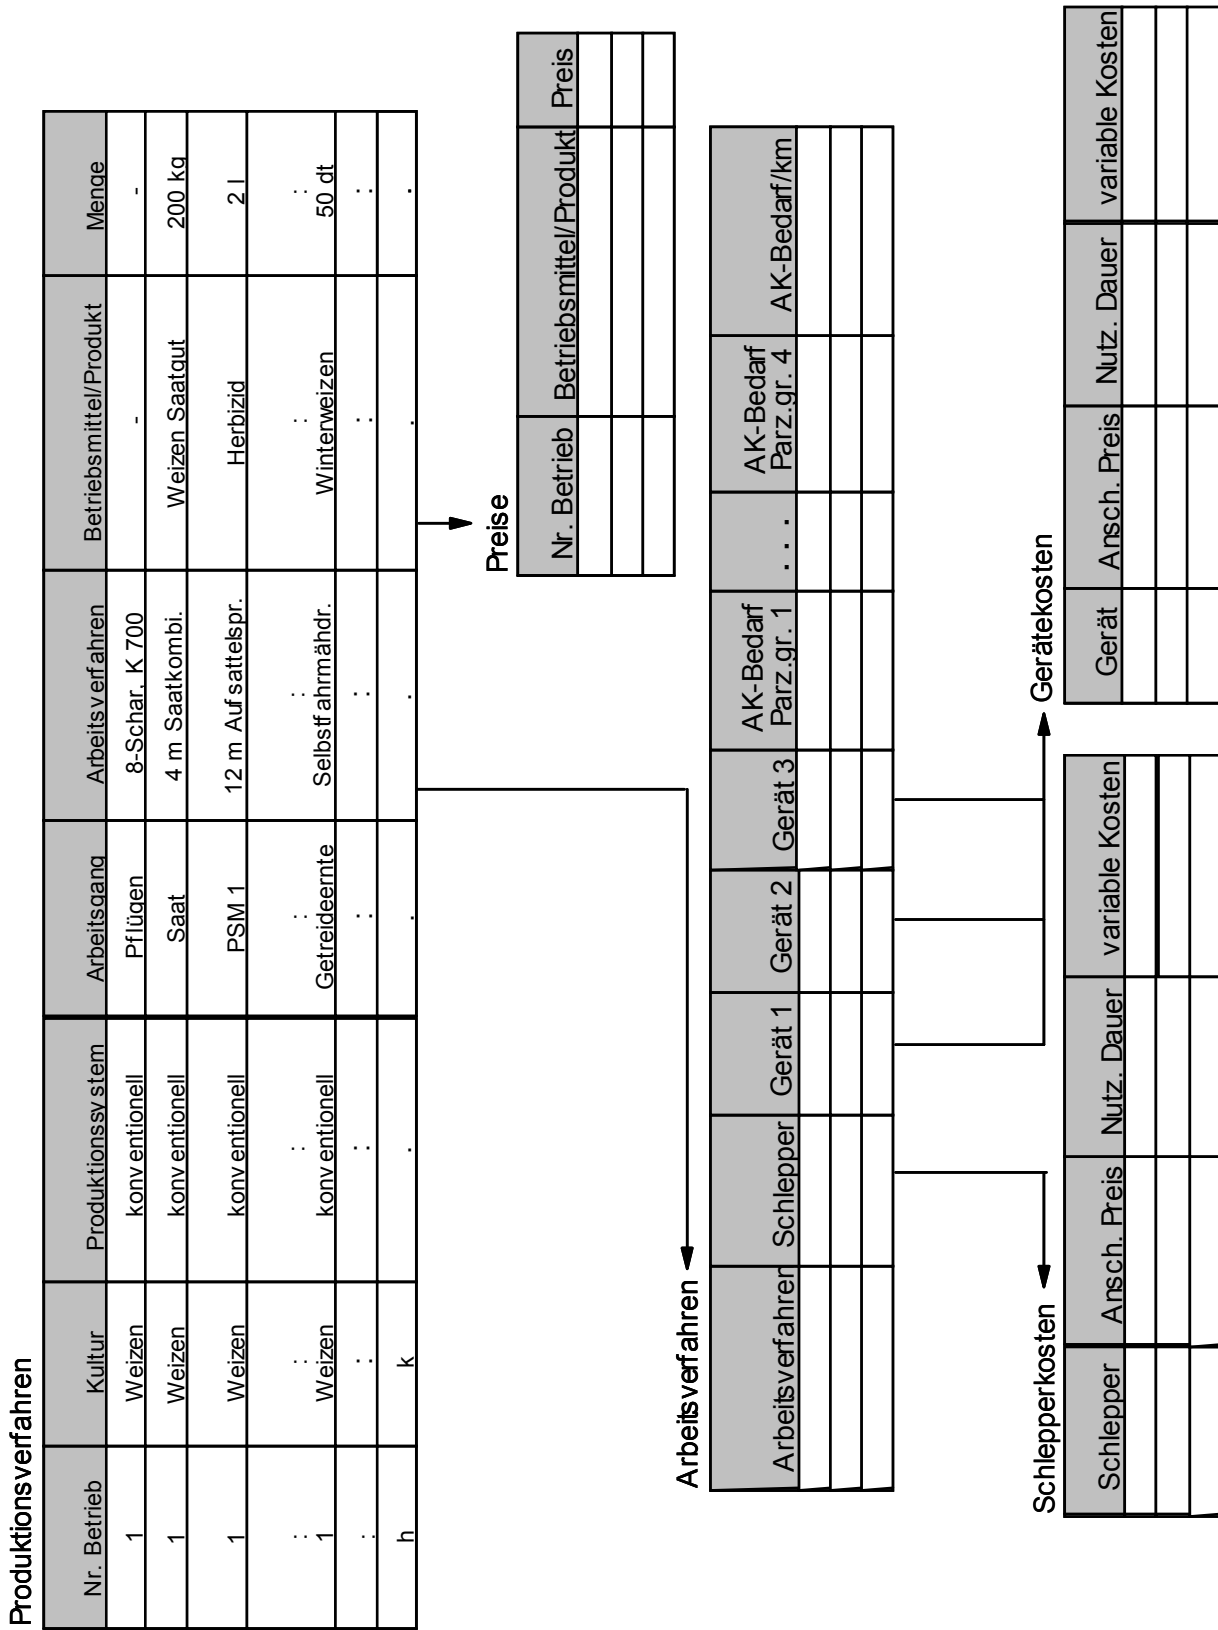 Produktionsverfahren
Nr. Betrieb Kultur Produktionssystem Arbeitsgang Arbeitsverfahren Betriebsmittel/Produkt Menge
1 Weizen konventionell Pflügen 8-Schar, K 700 - -
1 Weizen konventionell Saat 4 m Saatkombi. Weizen Saatgut 200 kg
1 Weizen konventionell PSM 1 12 m Aufsattelspr. Herbizid 2 l
: : : : : : :
1 Weizen konventionell Getreideernte Selbstfahrmähdr. Winterweizen 50 dt
: : : : : : :
h k . . . . .
Preise
Nr. Betrieb Betriebsmittel/Produkt Preis
Arbeitsverfahren
Arbeitsverfahren Schlepper Gerät 1 Gerät 2 Gerät 3 AK-Bedarf Parz.gr. 1 . . . AK-Bedarf Parz.gr. 4 AK-Bedarf/km
Schlepperkosten
Schlepper Ansch. Preis Nutz. Dauer variable Kosten
Gerätekosten
Gerät Ansch. Preis Nutz. Dauer variable Kosten